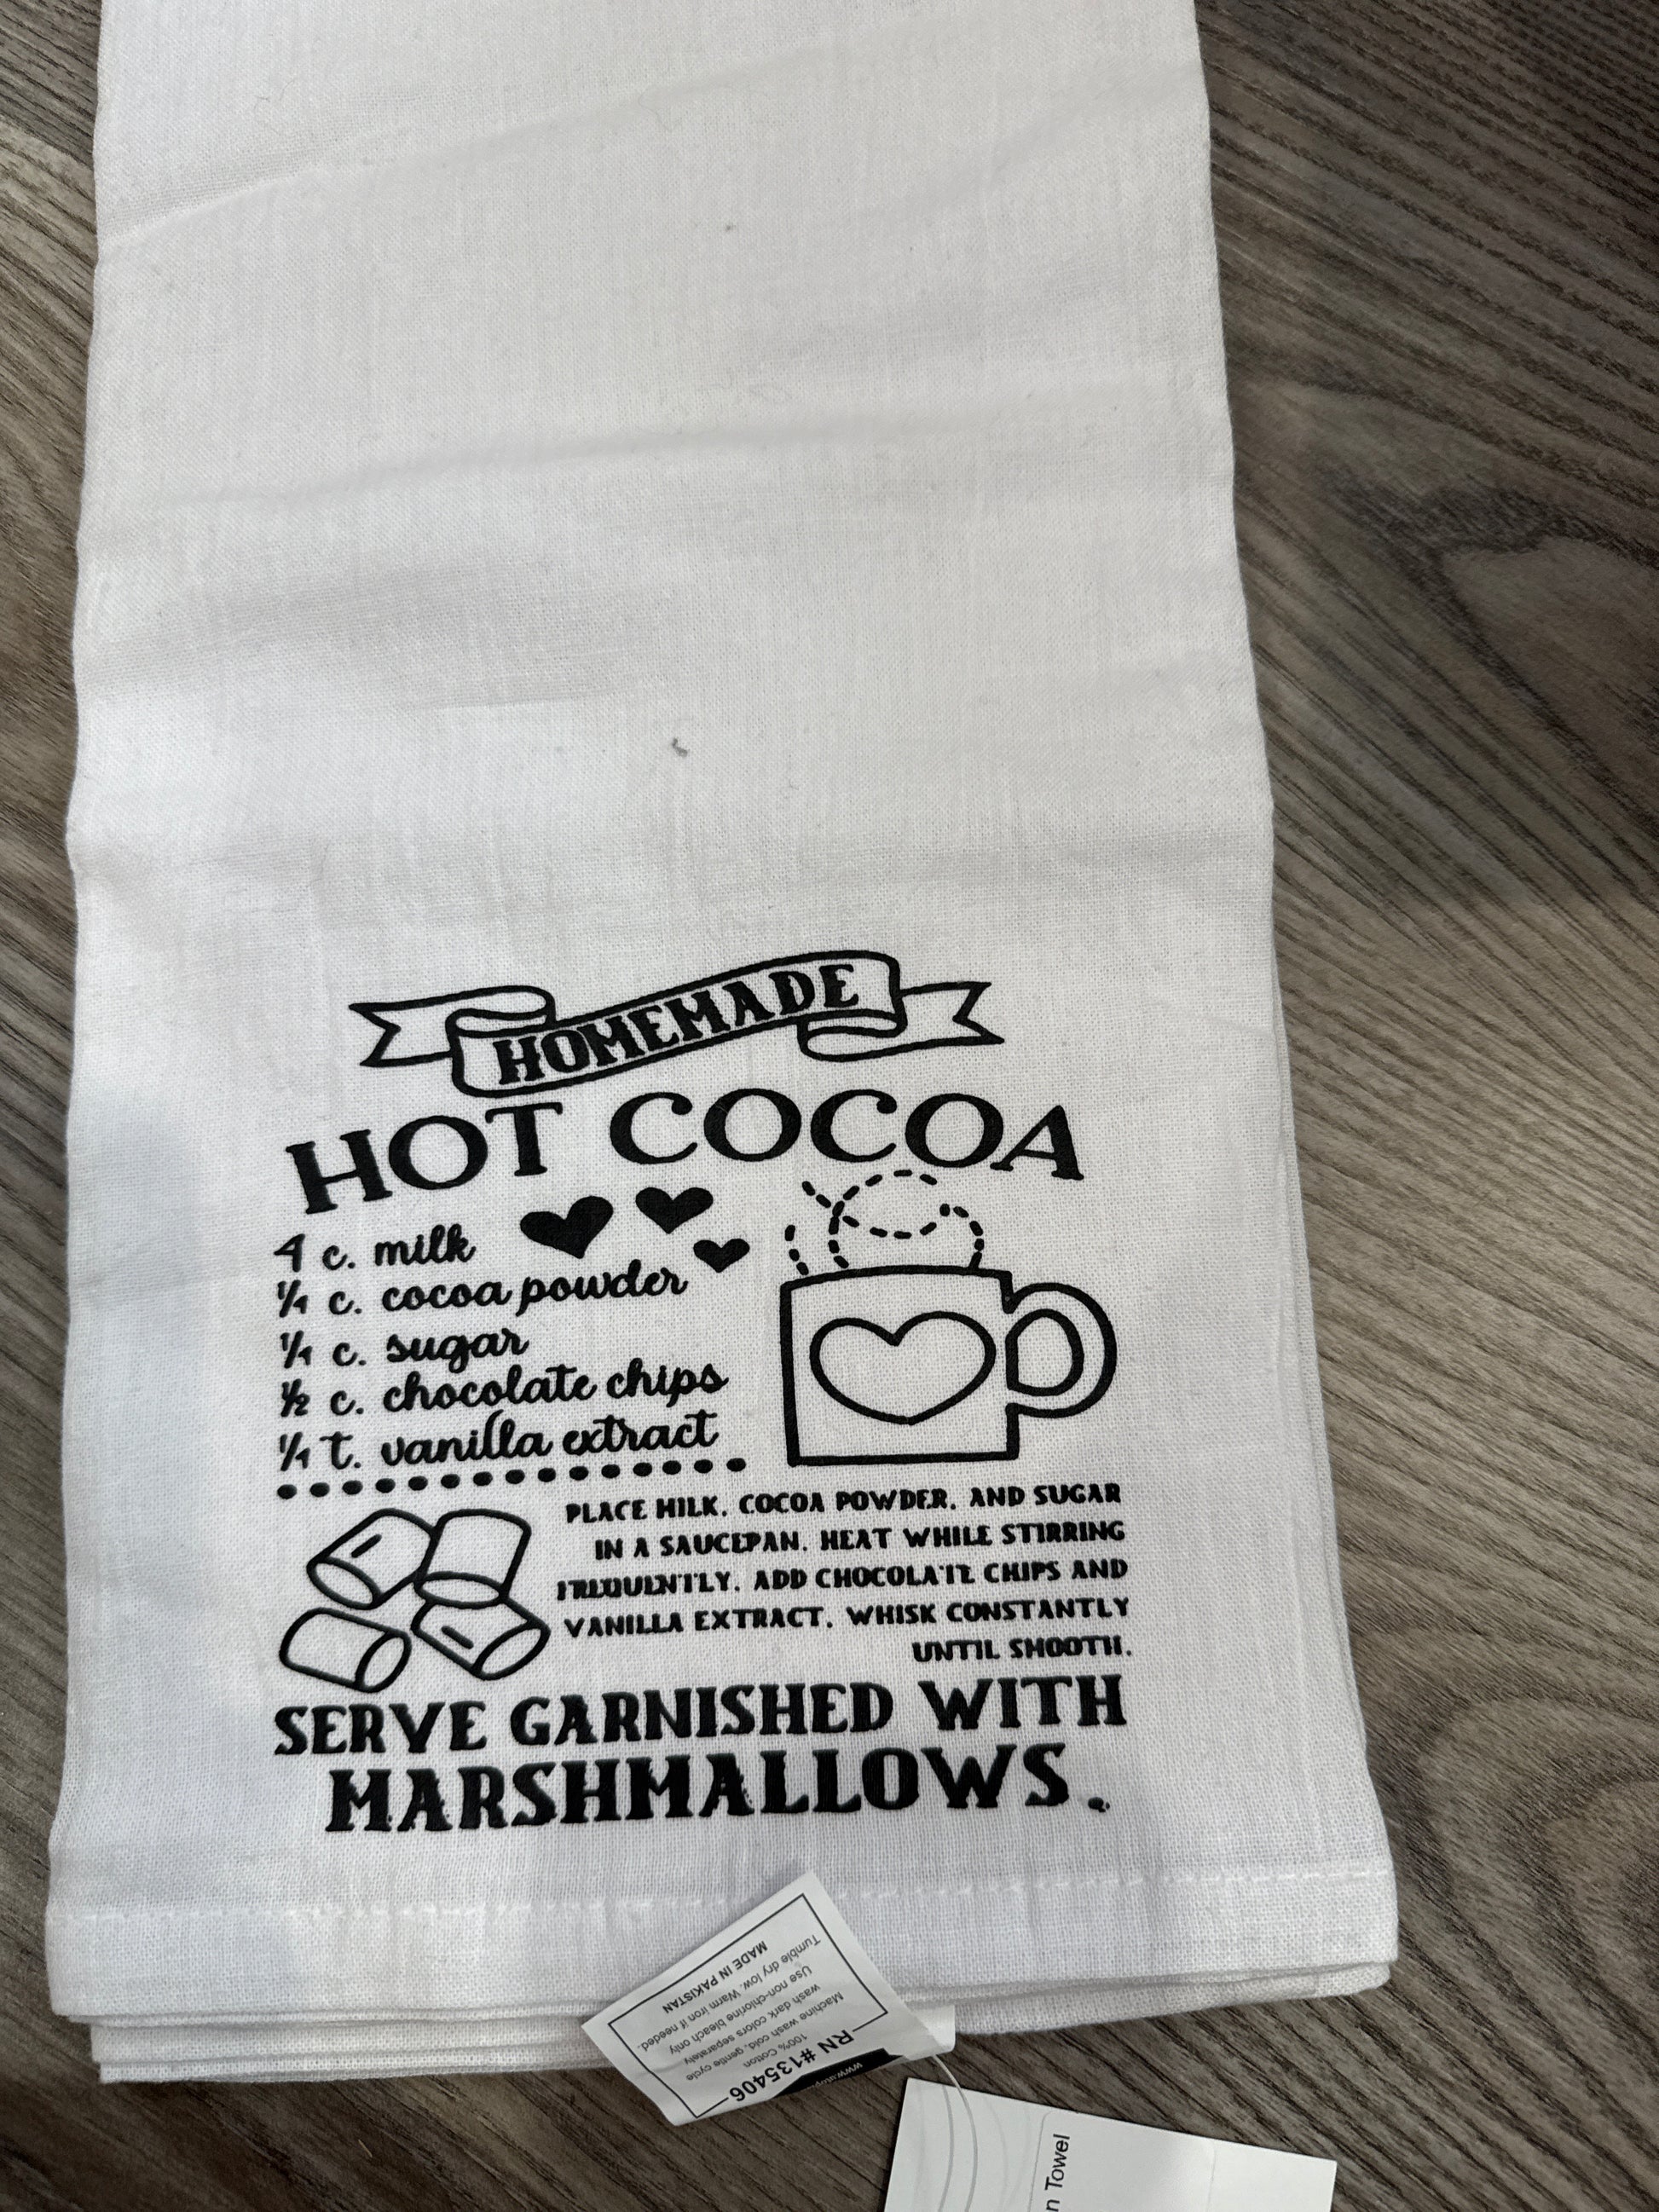 HOMEMADE
HOT COCOA
4 c. milk
1/4 c. cocoa powder
1/4 c. sugar
1/2 c. chocolate chips
1/4 t. vanilla extract
PLACE MILK, COCOA POWDER, AND SUGAR
IN A SAUCEPAN. HEAT WHILE STIRRING
FREQUENTLY. ADD CHOCOLATE CHIPS AND
VANILLA EXTRACT. WHISK CONSTANTLY
UNTIL SMOOTH.
SERVE GARNISHED WITH
MARSHMALLOWS.
RN #135406
100% Cotton
Machine wash cold, gentle cycle
wash dark colors separately
Use non-chlorine bleach only
Tumble dry low. Warm iron if needed.
MADE IN PAKISTAN
Towel